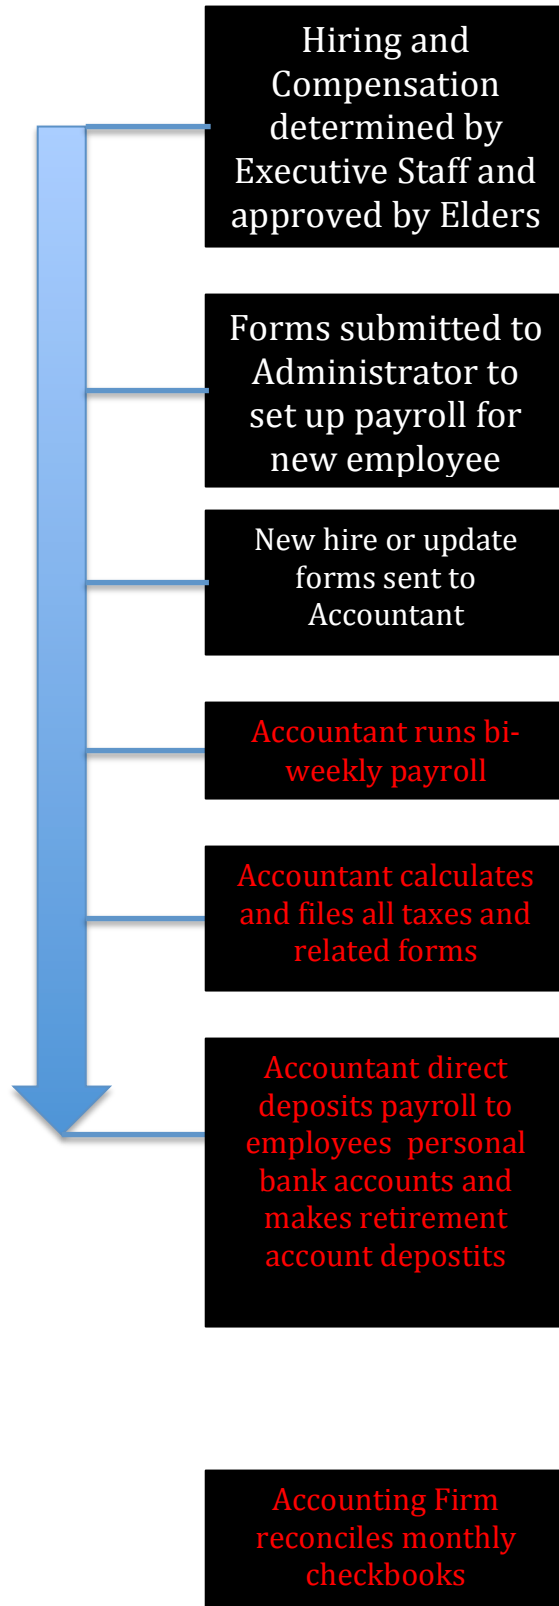 Hiring and
Compensation
determined by
Executive Staff and
approved by Elders
Forms submitted to
Administrator to
set up payroll for
new employee
New hire or update
forms sent to
Accountant
Accountant runs bi-
weekly payroll
Accountant calculates
and files all taxes and
related forms
Accountant direct
deposits payroll to
employees  personal
bank accounts and
makes retirement
account depostits
Accounting Firm
reconciles monthly
checkbooks